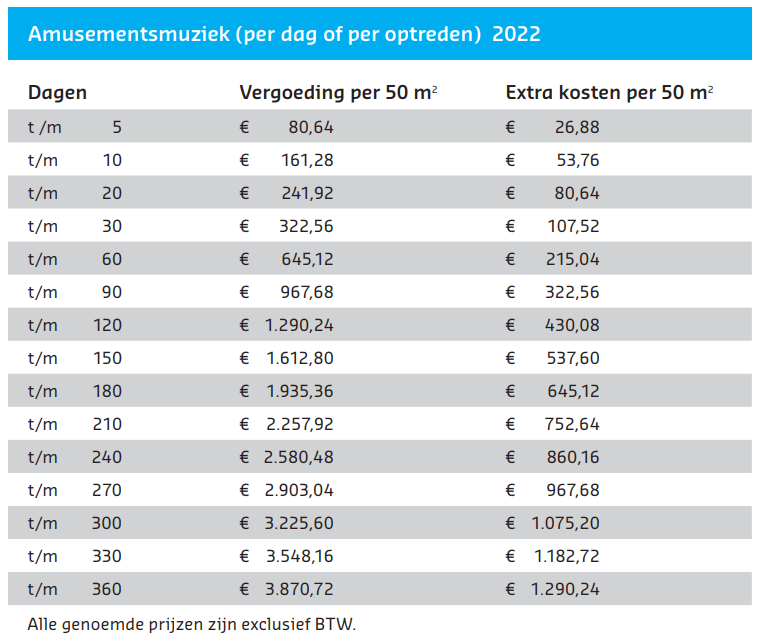 Amusementsmuziek (per dag of per optreden) 2022
Dagen Vergoeding per 50 m² Extra kosten per 50 m²
t /m 5 € 80,64 € 26,88
t/m 10 € 161,28 € 53,76
t/m 20 € 241,92 € 80,64
t/m 30 € 322,56 € 107,52
t/m 60 € 645,12 € 215,04
t/m 90 € 967,68 € 322,56
t/m 120 € 1.290,24 € 430,08
t/m 150 € 1.612,80 € 537,60
t/m 180 € 1.935,36 € 645,12
t/m 210 € 2.257,92 € 752,64
t/m 240 € 2.580,48 € 860,16
t/m 270 € 2.903,04 € 967,68
t/m 300 € 3.225,60 € 1.075,20
t/m 330 € 3.548,16 € 1.182,72
t/m 360 € 3.870,72 € 1.290,24
Alle genoemde prijzen zijn exclusief BTW.